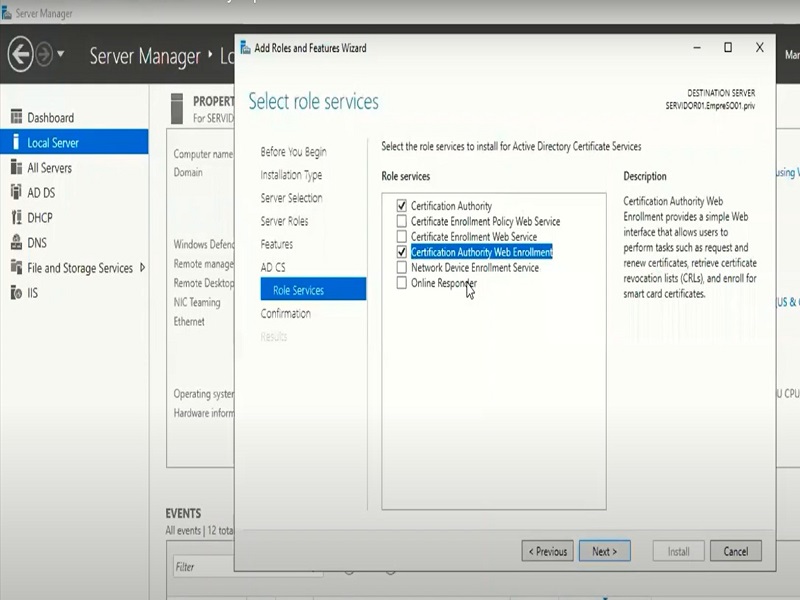 Server Manager
Server Manager
Add Roles and Features Wizard
Select role services
DESTINATION SERVER
SERVIDOR01.EmpreSO01.priv
Dashboard
Local Server
All Servers
AD DS
DHCP
DNS
File and Storage Services
IIS
PROPERT
For SERVID
Computer name
Domain
Windows Defend
Remote manage
Remote Desktop
NIC Teaming
Ethernet
Operating system
Hardware inform
Before You Begin
Installation Type
Server Selection
Server Roles
Features
AD CS
Role Services
Confirmation
Results
Select the role services to install for Active Directory Certificate Services
Role services
Certification Authority
Certificate Enrollment Policy Web Service
Certificate Enrollment Web Service
Certification Authority Web Enrollment
Network Device Enrollment Service
Online Responder
Description
Certification Authority Web
Enrollment provides a simple Web
interface that allows users to
perform tasks such as request and
renew certificates, retrieve certificate
revocation lists (CRLs), and enroll for
smart card certificates.
EVENTS
All events | 12 tota
Filter
< Previous
Next >
Install
Cancel